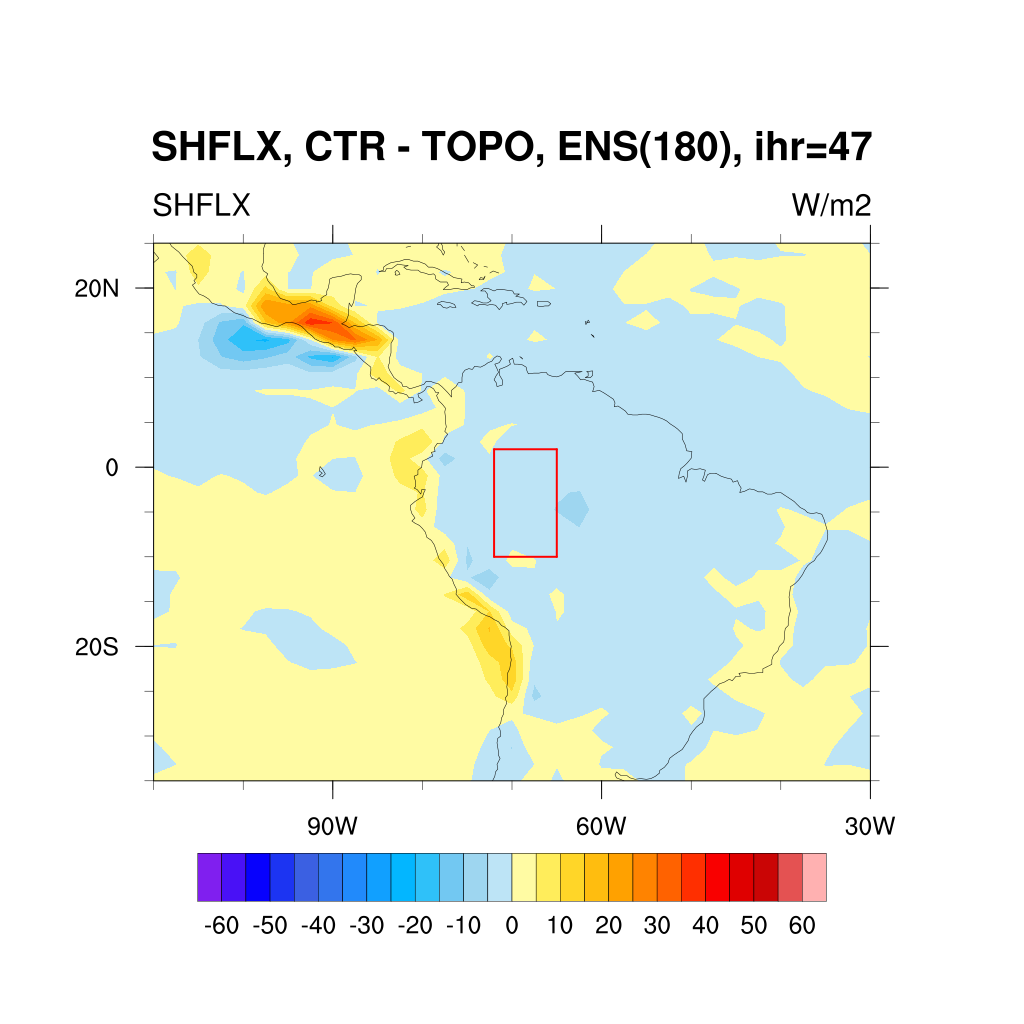 SHFLX, CTR - TOPO, ENS(180), ihr=47
SHFLX W/m2
20N
0
20S
90W 60W 30W
-60 -50 -40 -30 -20 -10 0 10 20 30 40 50 60